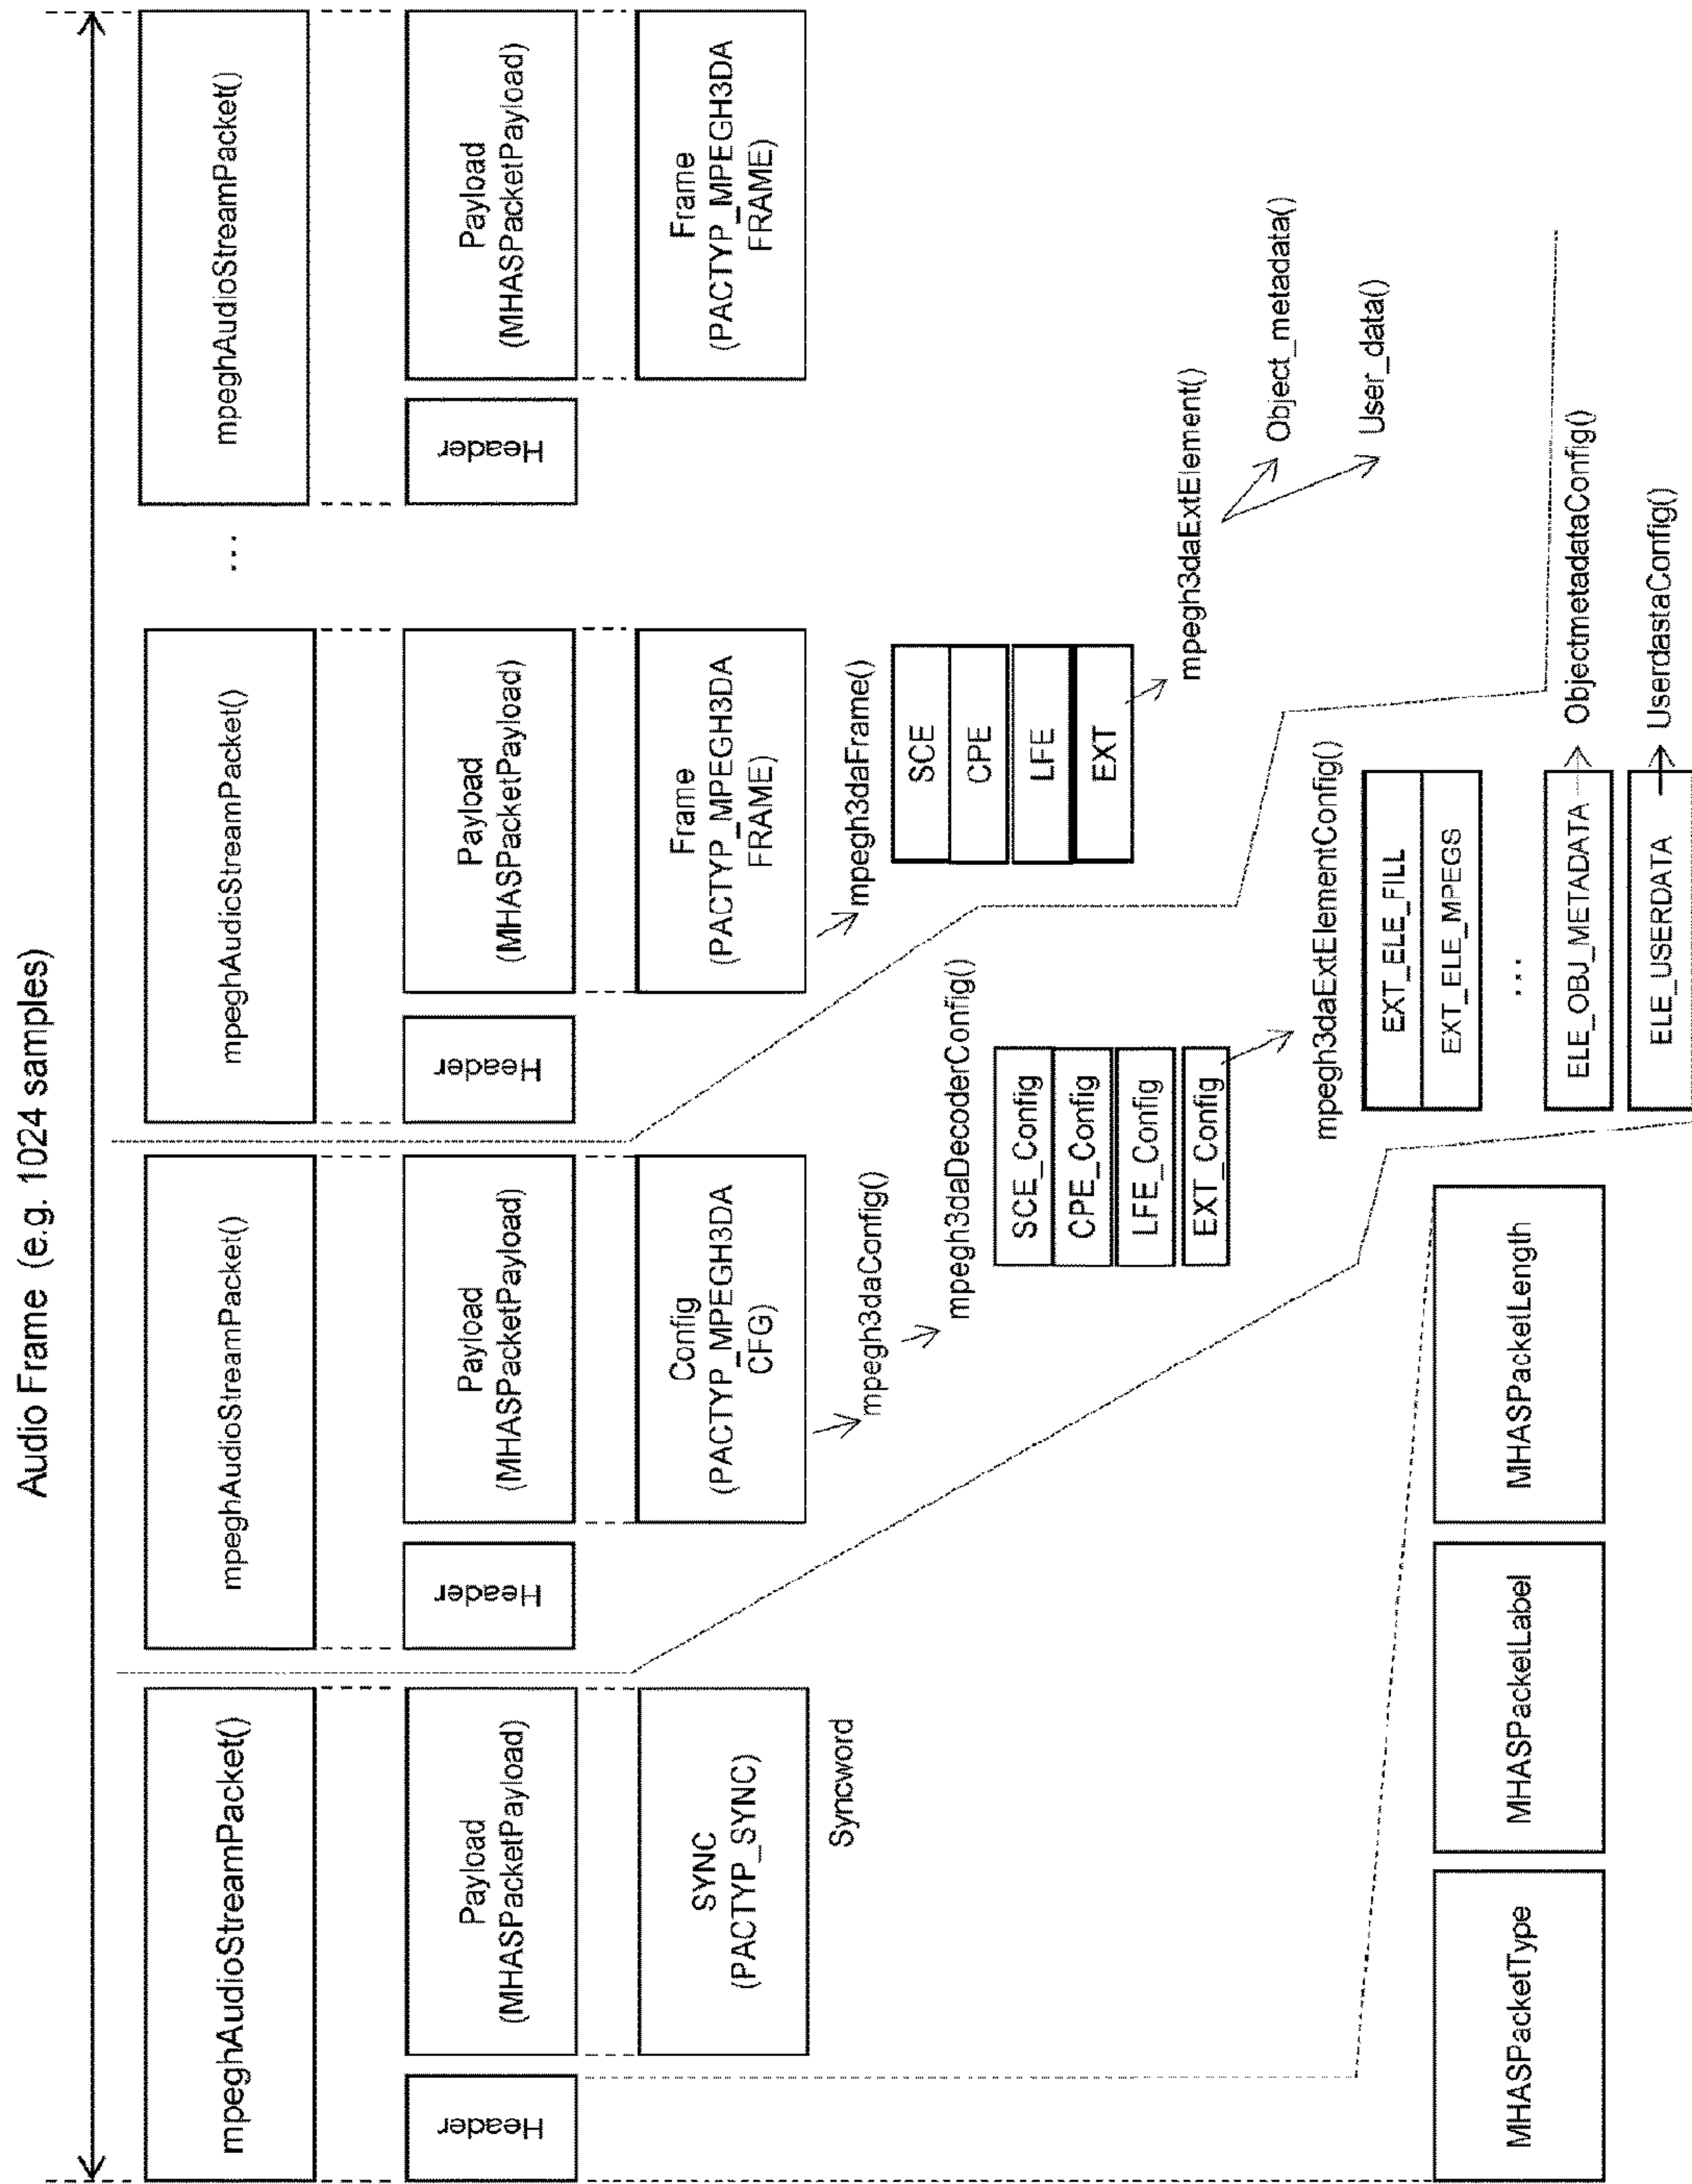 Audio Frame (e.g. 1024 samples)
mpeghAudioStreamPacket()
mpeghAudioStreamPacket()
mpeghAudioStreamPacket()
...
mpeghAudioStreamPacket()
Header
Payload
(MHASPacketPayload)
Header
Payload
(MHASPacketPayload)
Header
Payload
(MHASPacketPayload)
Header
Payload
(MHASPacketPayload)
SYNC
(PACTYP_SYNC)
Config
(PACTYP_MPEGH3DA
CFG)
Frame
(PACTYP_MPEGH3DA
FRAME)
Frame
(PACTYP_MPEGH3DA
FRAME)
Syncword
mpegh3daConfig()
mpegh3daDecoderConfig()
SCE_Config
CPE_Config
LFE_Config
EXT_Config
mpegh3daExtElementConfig()
EXT_ELE_FILL
EXT_ELE_MPEGS
...
ELE_OBJ_METADATA
ObjectmetadataConfig()
ELE_USERDATA
UserdastaConfig()
mpegh3daFrame()
SCE
CPE
LFE
EXT
mpegh3daExtElement()
Object_metadata()
User_data()
MHASPacketType
MHASPacketLabel
MHASPacketLength